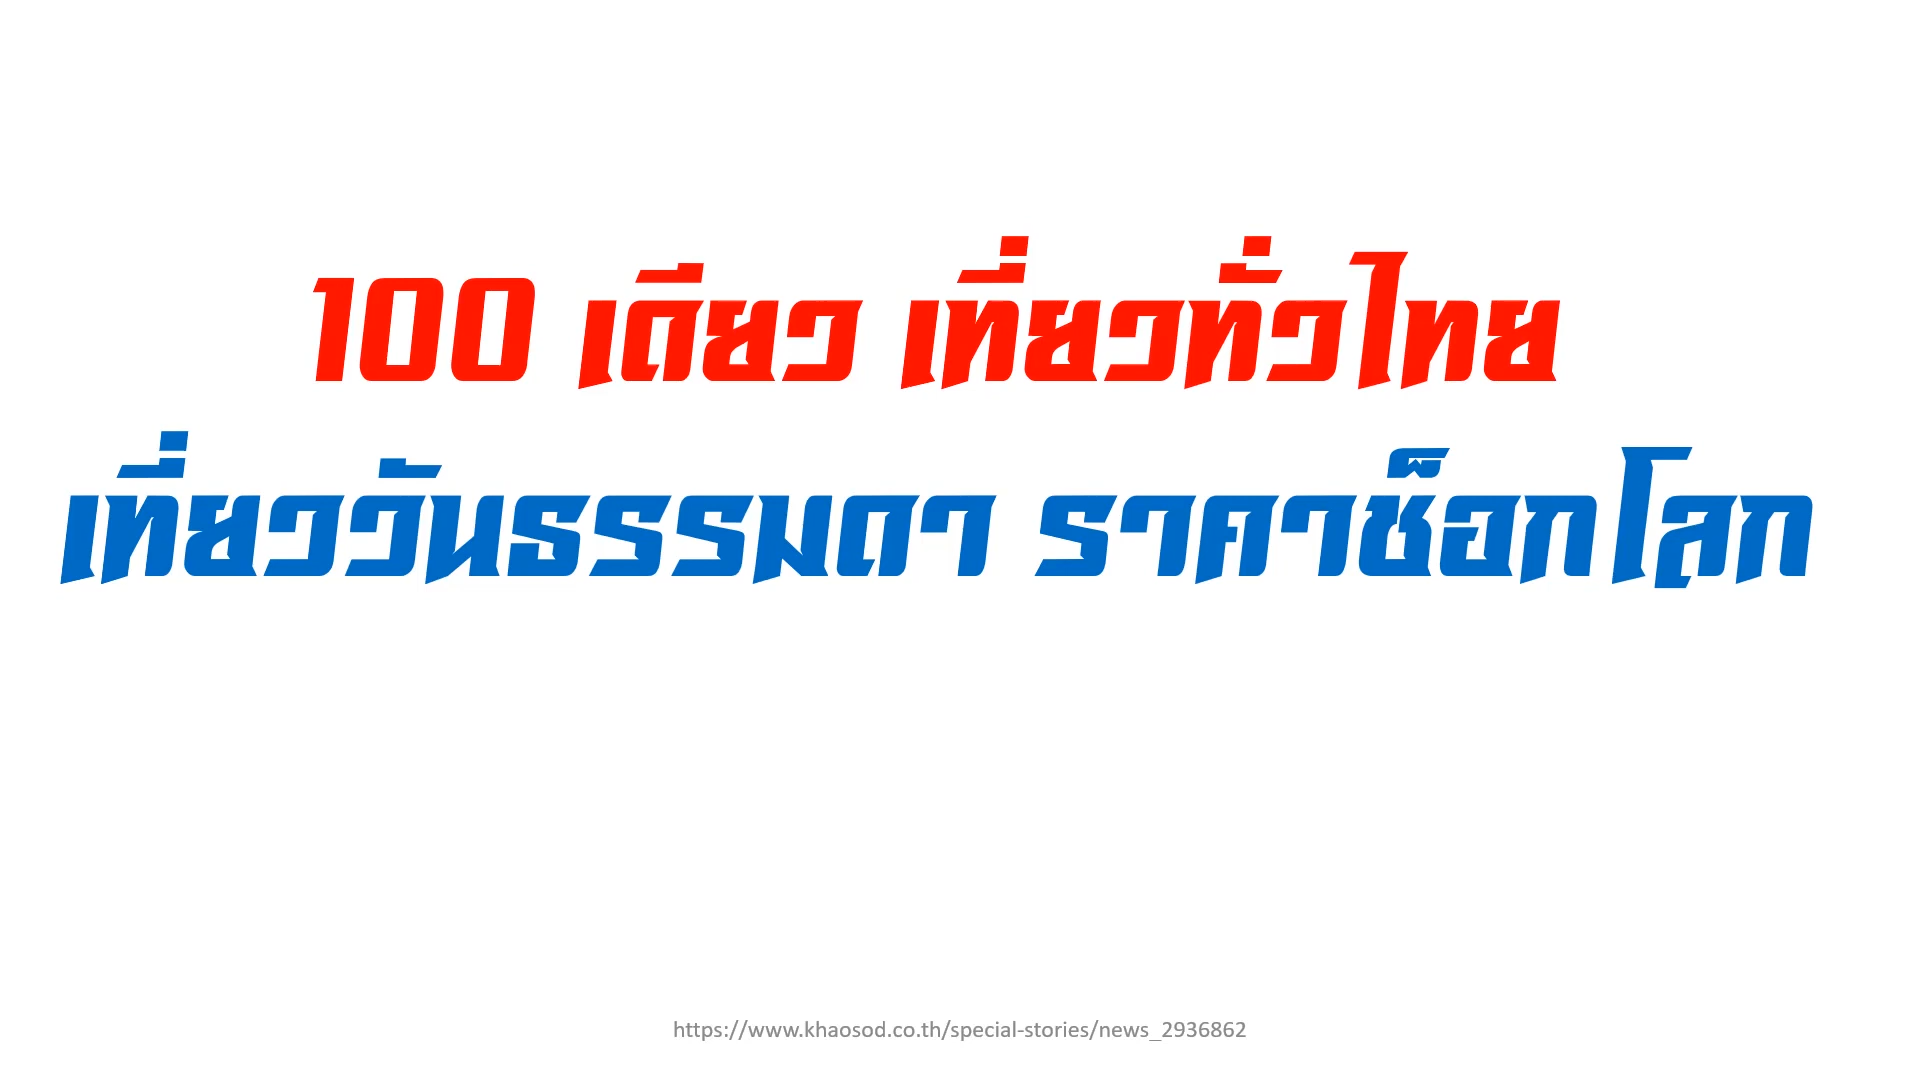 100 เดียว เที่ยวทั่วไทย
เที่ยววันธรรมดา ราคาช็อกโลก
https://www.khaosod.co.th/special-stories/news_2936862